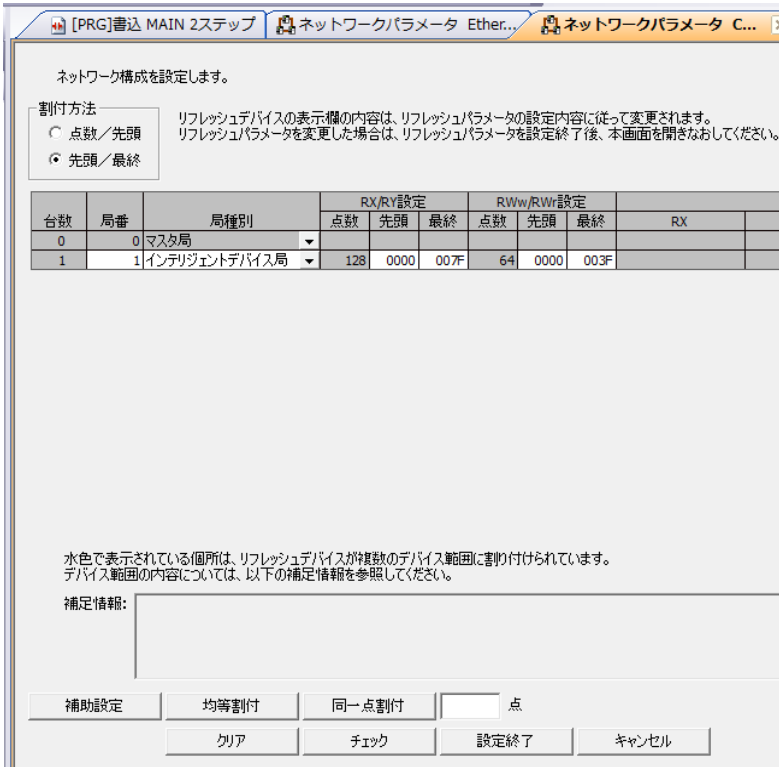 [PRG]書込 MAIN 2ステップ
ネットワークパラメータ Ether...
ネットワークパラメータ C...
ネットワーク構成を設定します。
割付方法
点数/先頭
先頭/最終
リフレッシュデバイスの表示欄の内容は、リフレッシュパラメータの設定内容に従って変更されます。
リフレッシュパラメータを変更した場合は、リフレッシュパラメータを設定終了後、本画面を開きなおしてください。
RX/RY設定 RWw/RWr設定
台数 局番 局種別 点数 先頭 最終 点数 先頭 最終 RX
0 0 マスタ局
1 1 インテリジェントデバイス局 128 0000 007F 64 0000 003F
水色で表示されている個所は、リフレッシュデバイスが複数のデバイス範囲に割り付けられています。
デバイス範囲の内容については、以下の補足情報を参照してください。
補足情報:
補助設定 均等割付 同一点割付 点
クリア チェック 設定終了 キャンセル